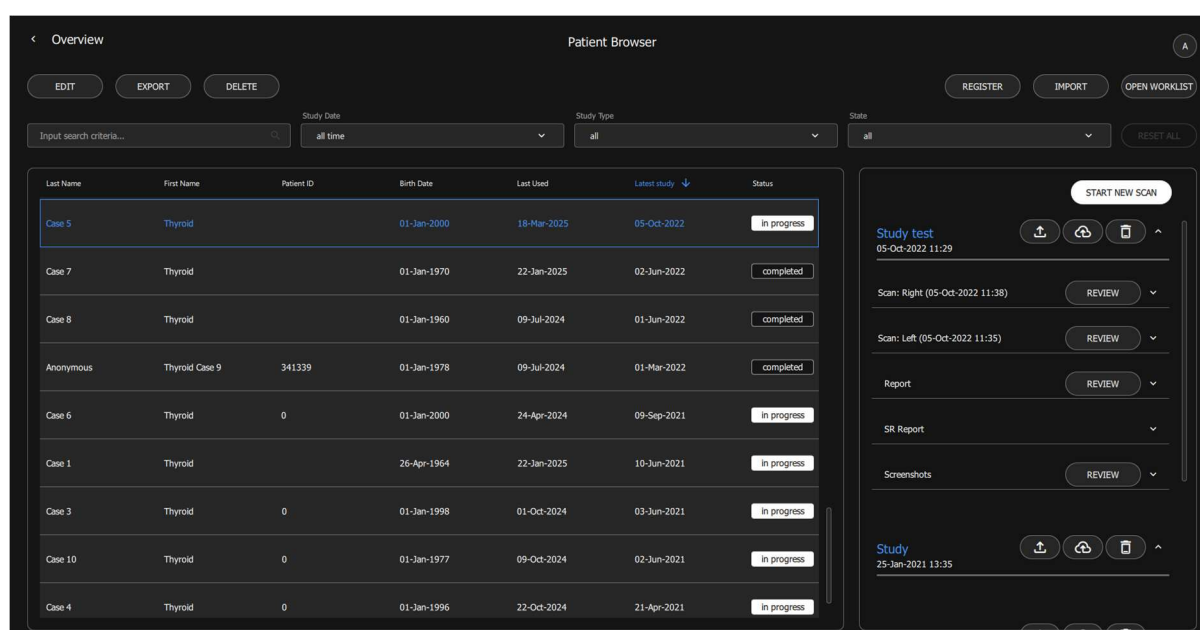 Overview
Patient Browser
A
EDIT EXPORT DELETE REGISTER IMPORT OPEN WORKLIST
Study Date Study Type State
Input search criteria... all time all all RESET ALL
Last Name First Name Patient ID Birth Date Last Used Latest study Status
Case 5 Thyroid 01-Jan-2000 18-Mar-2025 05-Oct-2022 in progress
Case 7 Thyroid 01-Jan-1970 22-Jan-2025 02-Jun-2022 completed
Case 8 Thyroid 01-Jan-1960 09-Jul-2024 01-Jun-2022 completed
Anonymous Thyroid Case 9 341339 01-Jan-1978 09-Jul-2024 01-Mar-2022 completed
Case 6 Thyroid 0 01-Jan-2000 24-Apr-2024 09-Sep-2021 in progress
Case 1 Thyroid 26-Apr-1964 22-Jan-2025 10-Jun-2021 in progress
Case 3 Thyroid 0 01-Jan-1998 01-Oct-2024 03-Jun-2021 in progress
Case 10 Thyroid 0 01-Jan-1977 09-Oct-2024 02-Jun-2021 in progress
Case 4 Thyroid 0 01-Jan-1996 22-Oct-2024 21-Apr-2021 in progress
START NEW SCAN
Study test
05-Oct-2022 11:29
Scan: Right (05-Oct-2022 11:38) REVIEW
Scan: Left (05-Oct-2022 11:35) REVIEW
Report REVIEW
SR Report
Screenshots REVIEW
Study
25-Jan-2021 13:35